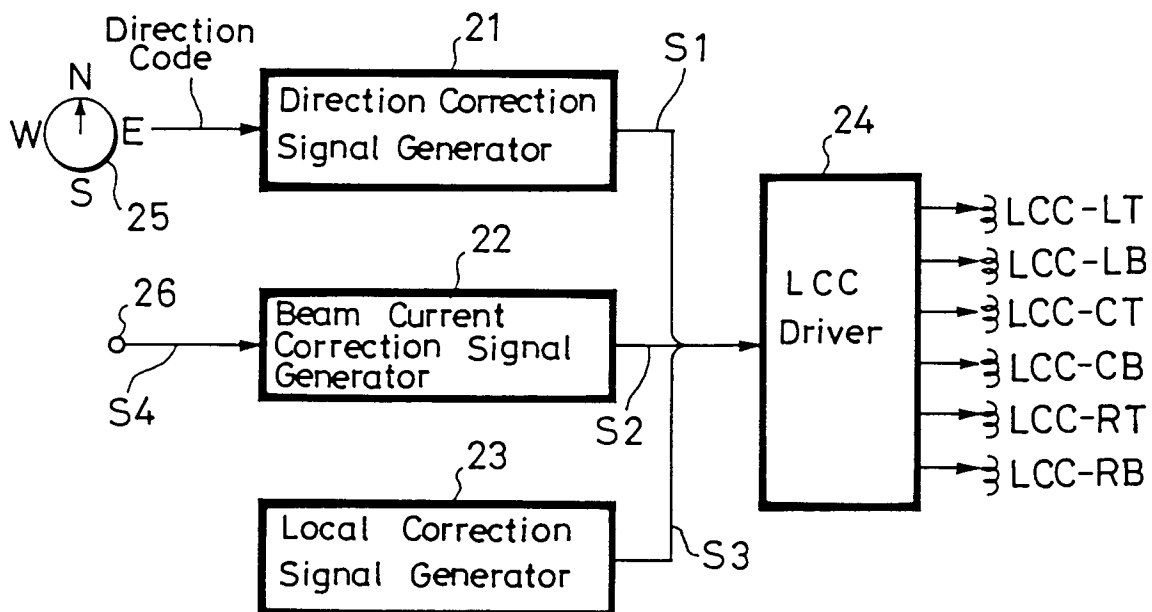 Direction
Code
N
W
E
S
25
21
Direction Correction
Signal Generator
S1
26
S4
22
Beam Current
Correction Signal
Generator
S2
23
Local Correction
Signal Generator
S3
24
LCC
Driver
LCC-LT
LCC-LB
LCC-CT
LCC-CB
LCC-RT
LCC-RB